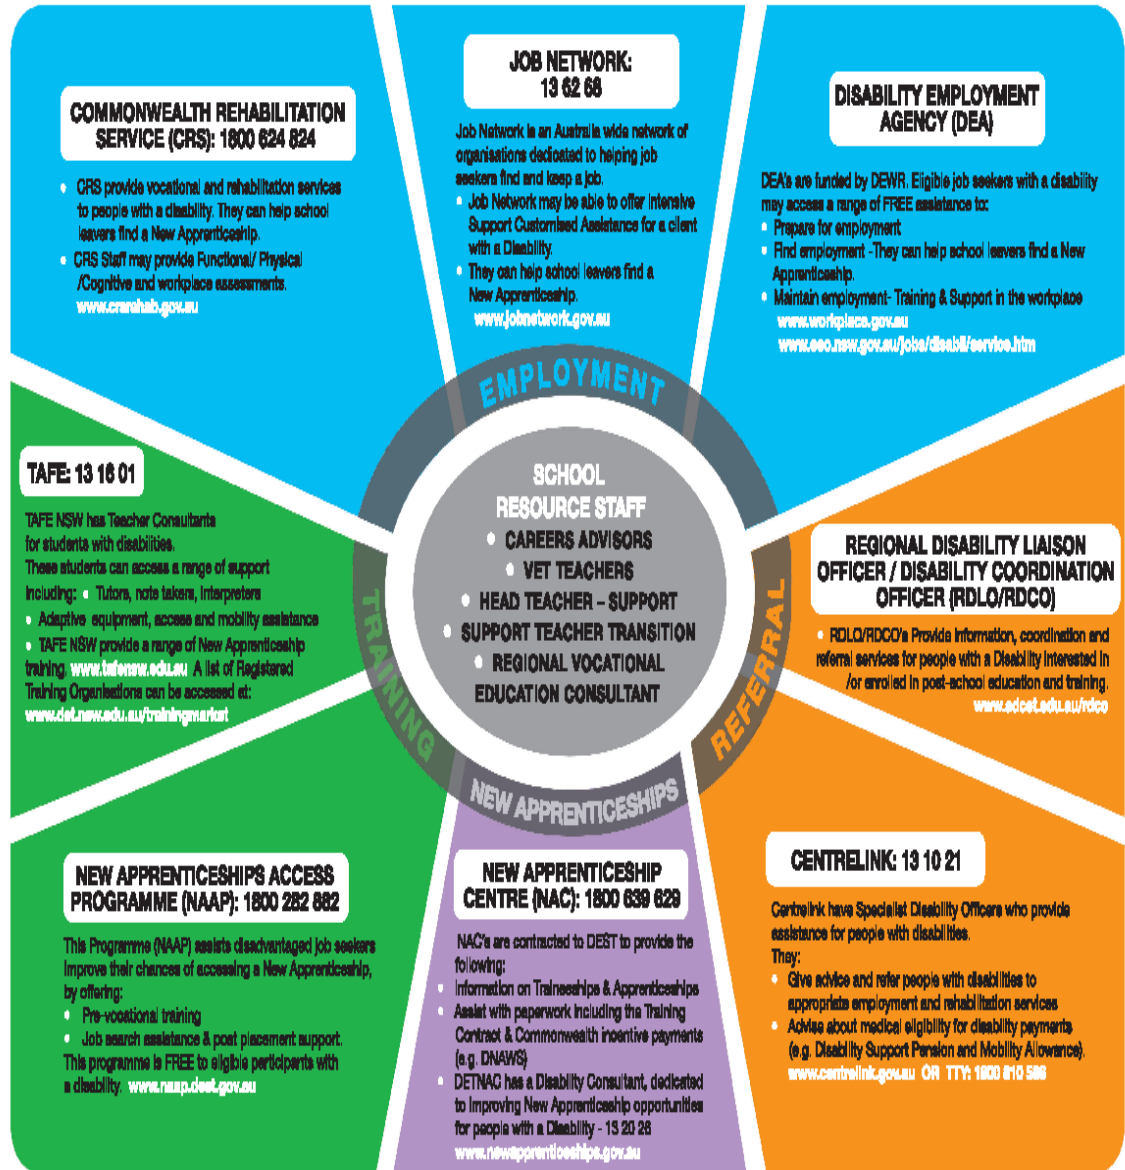 COMMONWEALTH REHABILITATION
SERVICE (CRS): 1800 624 824
CRS provide vocational and rehabilitation services
to people with a disability. They can help school
leavers find a New Apprenticeship.
CRS Staff may provide Functional/ Physical
/Cognitive and workplace assessments.
www.crsrehab.gov.au
JOB NETWORK:
13 62 68
Job Network is an Australia wide network of
organisations dedicated to helping job
seekers find and keep a job.
Job Network may be able to offer Intensive
Support Customised Assistance for a client
with a Disability.
They can help school leavers find a
New Apprenticeship.
www.jobnetwork.gov.au
DISABILITY EMPLOYMENT
AGENCY (DEA)
DEA's are funded by DEWR. Eligible job seekers with a disability
may access a range of FREE assistance to:
Prepare for employment
Find employment -They can help school leavers find a New
Apprenticeship.
Maintain employment- Training & Support in the workplace
www.workplace.gov.au
www.eeo.nsw.gov.au/jobs/disabil/service.htm
EMPLOYMENT
TAFE: 13 16 01
TAFE NSW has Teacher Consultants
for students with disabilities.
These students can access a range of support
including: • Tutors, note takers, interpreters
• Adaptive equipment, access and mobility assistance
• TAFE NSW provide a range of New Apprenticeship
training. www.tafensw.edu.au A list of Registered
Training Organisations can be accessed at:
www.det.nsw.edu.au/trainingmarket
TRAINING
SCHOOL
RESOURCE STAFF
• CAREERS ADVISORS
• VET TEACHERS
• HEAD TEACHER – SUPPORT
• SUPPORT TEACHER TRANSITION
• REGIONAL VOCATIONAL
EDUCATION CONSULTANT
REFERRAL
REGIONAL DISABILITY LIAISON
OFFICER / DISABILITY COORDINATION
OFFICER (RDLO/RDCO)
• RDLO/RDCO's Provide information, coordination and
referral services for people with a Disability interested in
/or enrolled in post-school education and training.
www.adcet.edu.au/rdco
NEW APPRENTICESHIPS
NEW APPRENTICESHIPS ACCESS
PROGRAMME (NAAP): 1800 282 882
This Programme (NAAP) assists disadvantaged job seekers
improve their chances of accessing a New Apprenticeship,
by offering:
• Pre-vocational training
• Job search assistance & post placement support.
This programme is FREE to eligible participants with
a disability. www.naap.dest.gov.au
NEW APPRENTICESHIP
CENTRE (NAC): 1800 639 629
NAC's are contracted to DEST to provide the
following:
• Information on Traineeships & Apprenticeships
• Assist with paperwork including the Training
Contract & Commonwealth incentive payments
(e.g. DNAWS)
• DETNAC has a Disability Consultant, dedicated
to improving New Apprenticeship opportunities
for people with a Disability - 13 20 26
www.newapprenticeships.gov.au
CENTRELINK: 13 10 21
Centrelink have Specialist Disability Officers who provide
assistance for people with disabilities.
They:
• Give advice and refer people with disabilities to
appropriate employment and rehabilitation services
• Advise about medical eligibility for disability payments
(e.g. Disability Support Pension and Mobility Allowance).
www.centrelink.gov.au OR TTY: 1800 810 586